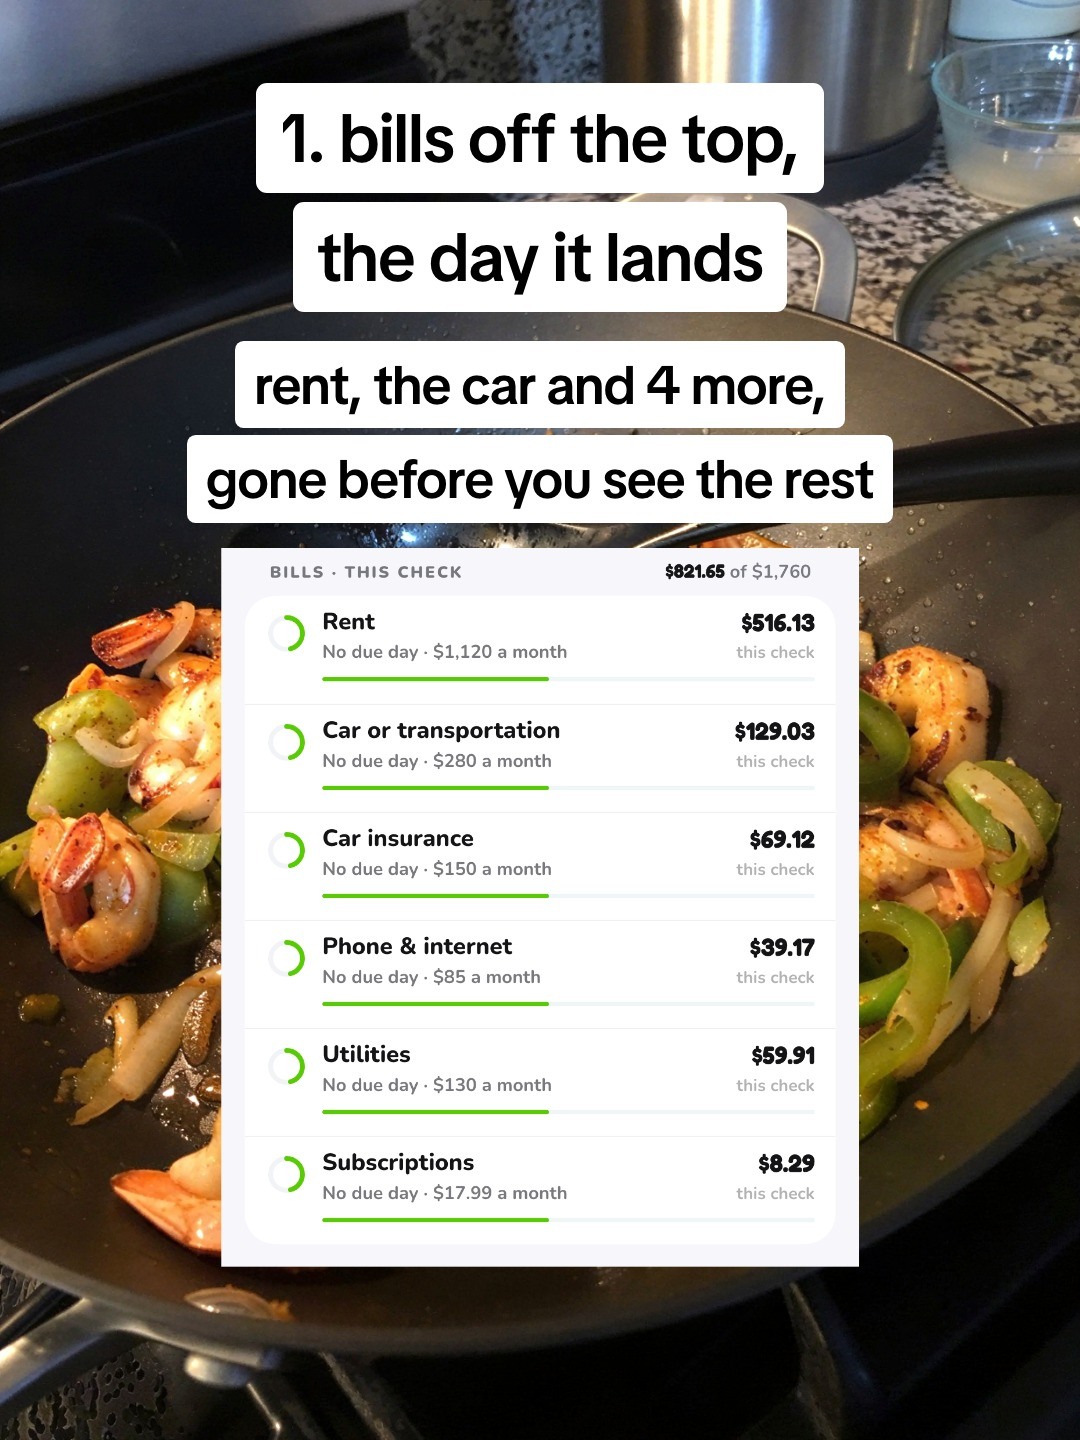 1. bills off the top,
the day it lands
rent, the car and 4 more,
gone before you see the rest
BILLS · THIS CHECK $821.65 of $1,760
Rent $516.13
No due day · $1,120 a month this check
Car or transportation $129.03
No due day · $280 a month this check
Car insurance $69.12
No due day · $150 a month this check
Phone & internet $39.17
No due day · $85 a month this check
Utilities $59.91
No due day · $130 a month this check
Subscriptions $8.29
No due day · $17.99 a month this check